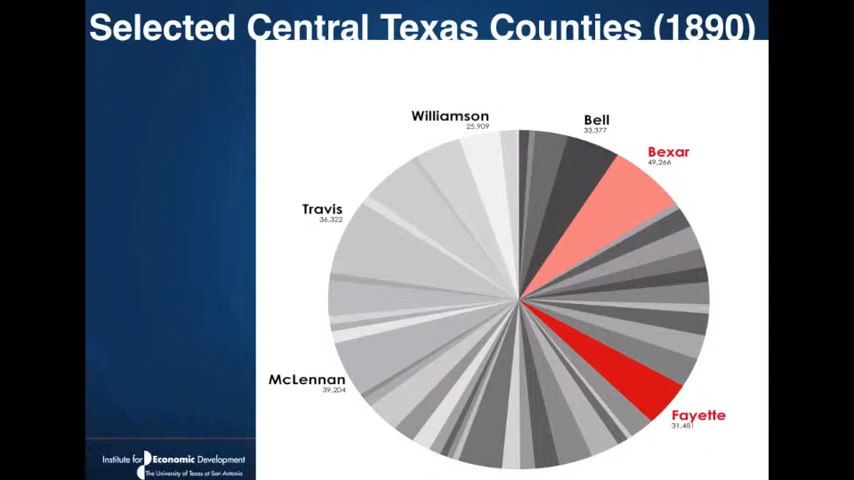 Selected Central Texas Counties (1890)
Williamson
25,909
Bell
33,377
Bexar
49,266
Travis
36,322
McLennan
39,204
Fayette
31,481
Institute for Economic Development
The University of Texas at San Antonio